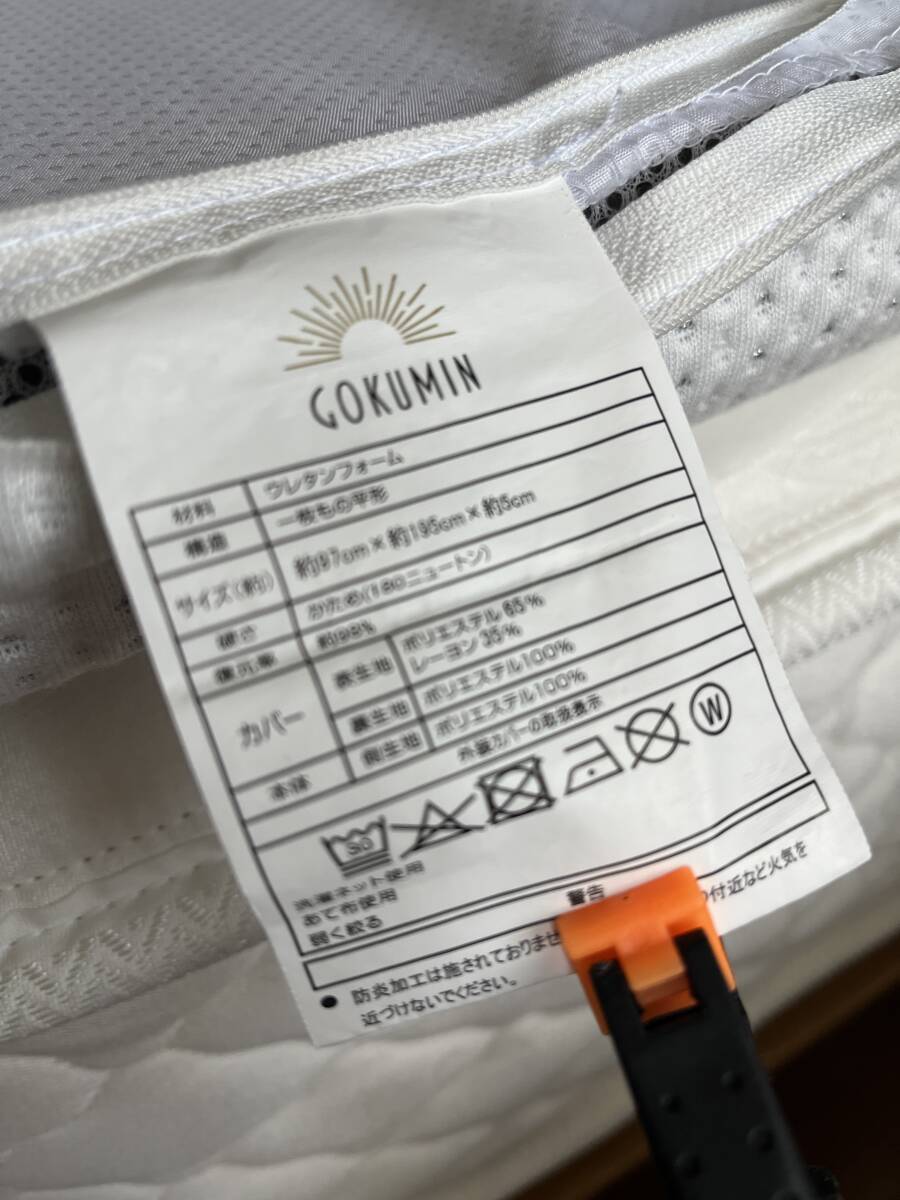 GOKUMIN
材料 ウレタンフォーム
構造 一枚もの平形
サイズ(約) 約97cm×約195cm×約5cm
硬さ かため(180ニュートン)
復元率 約98%
カバー 表生地 ポリエステル 65%
レーヨン 35%
裏生地 ポリエステル100%
本体 側生地 ポリエステル100%
外装カバーの取扱表示
50
W
洗濯ネット使用
あて布使用
弱く絞る
警告
● 防炎加工は施されておりませ の付近など火気を
近づけないでください。